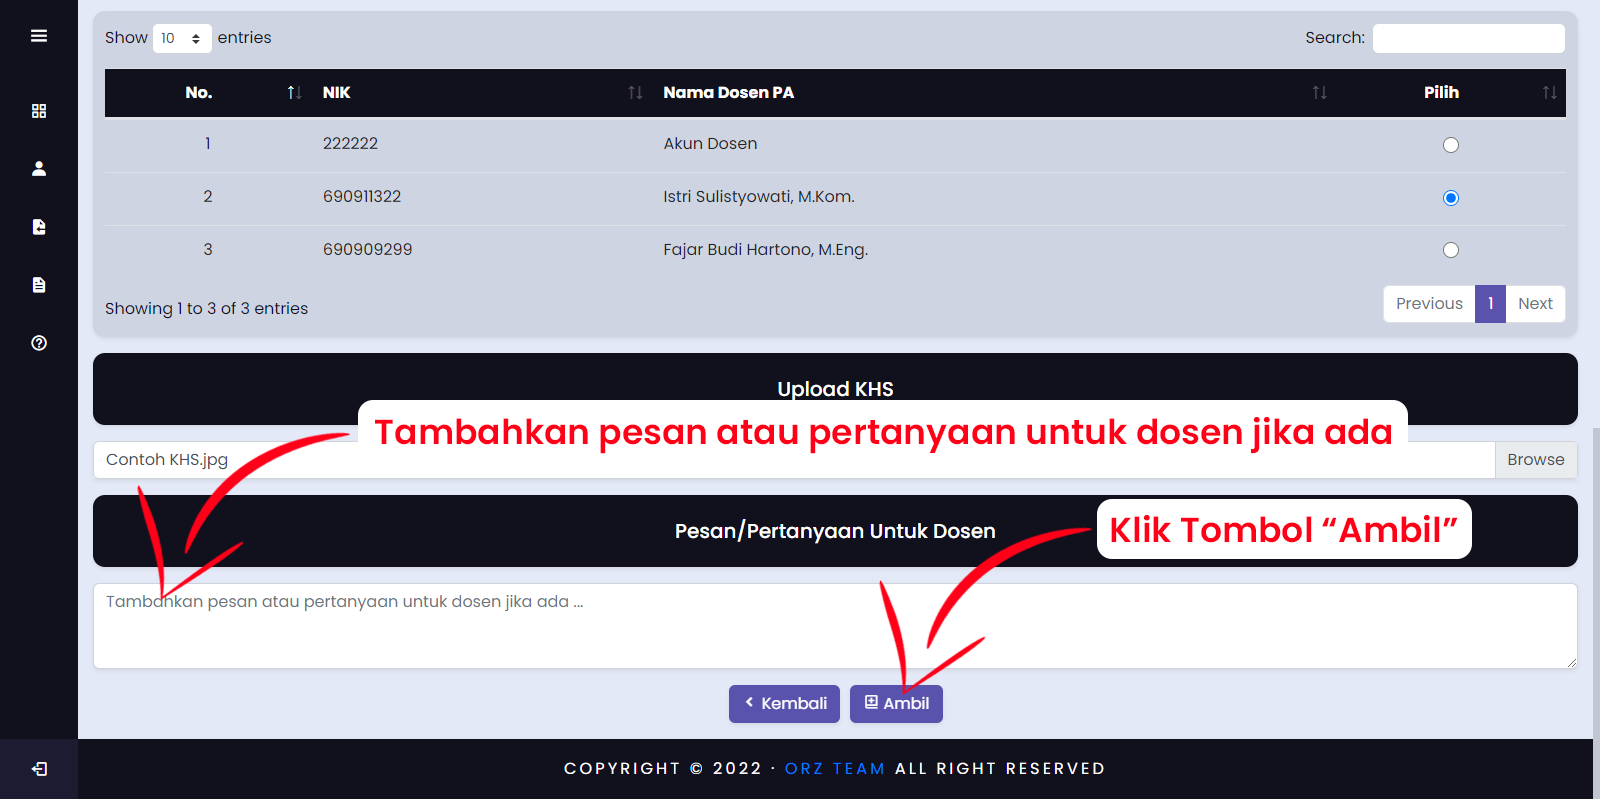 Show 10 entries Search:
No. NIK Nama Dosen PA Pilih
1 222222 Akun Dosen
2 690911322 Istri Sulistyowati, M.Kom.
3 690909299 Fajar Budi Hartono, M.Eng.
Showing 1 to 3 of 3 entries Previous 1 Next
Upload KHS
Tambahkan pesan atau pertanyaan untuk dosen jika ada
Contoh KHS.jpg Browse
Pesan/Pertanyaan Untuk Dosen
Klik Tombol “Ambil”
Tambahkan pesan atau pertanyaan untuk dosen jika ada ...
Kembali Ambil
COPYRIGHT © 2022 · ORZ TEAM ALL RIGHT RESERVED